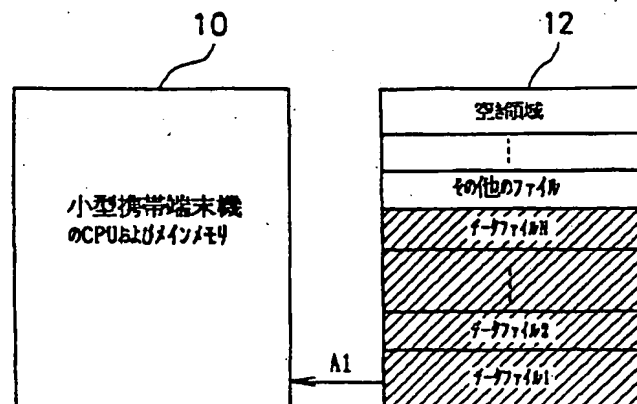 10
12
空き領域
その他のファイル
小型携帯端末機
のCPUおよびメインメモリ
データファイルN
データファイル2
A1
データファイル1